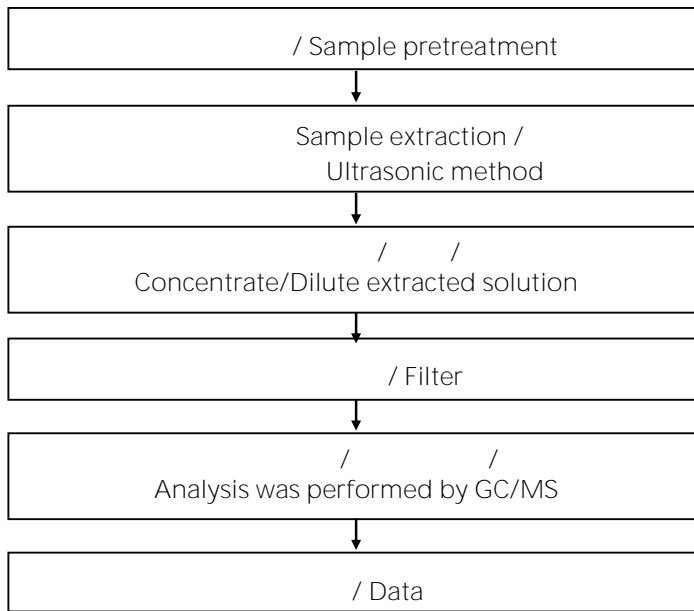 / Sample pretreatment
Sample extraction /
Ultrasonic method
/ /
Concentrate/Dilute extracted solution
/ Filter
/ /
Analysis was performed by GC/MS
/ Data